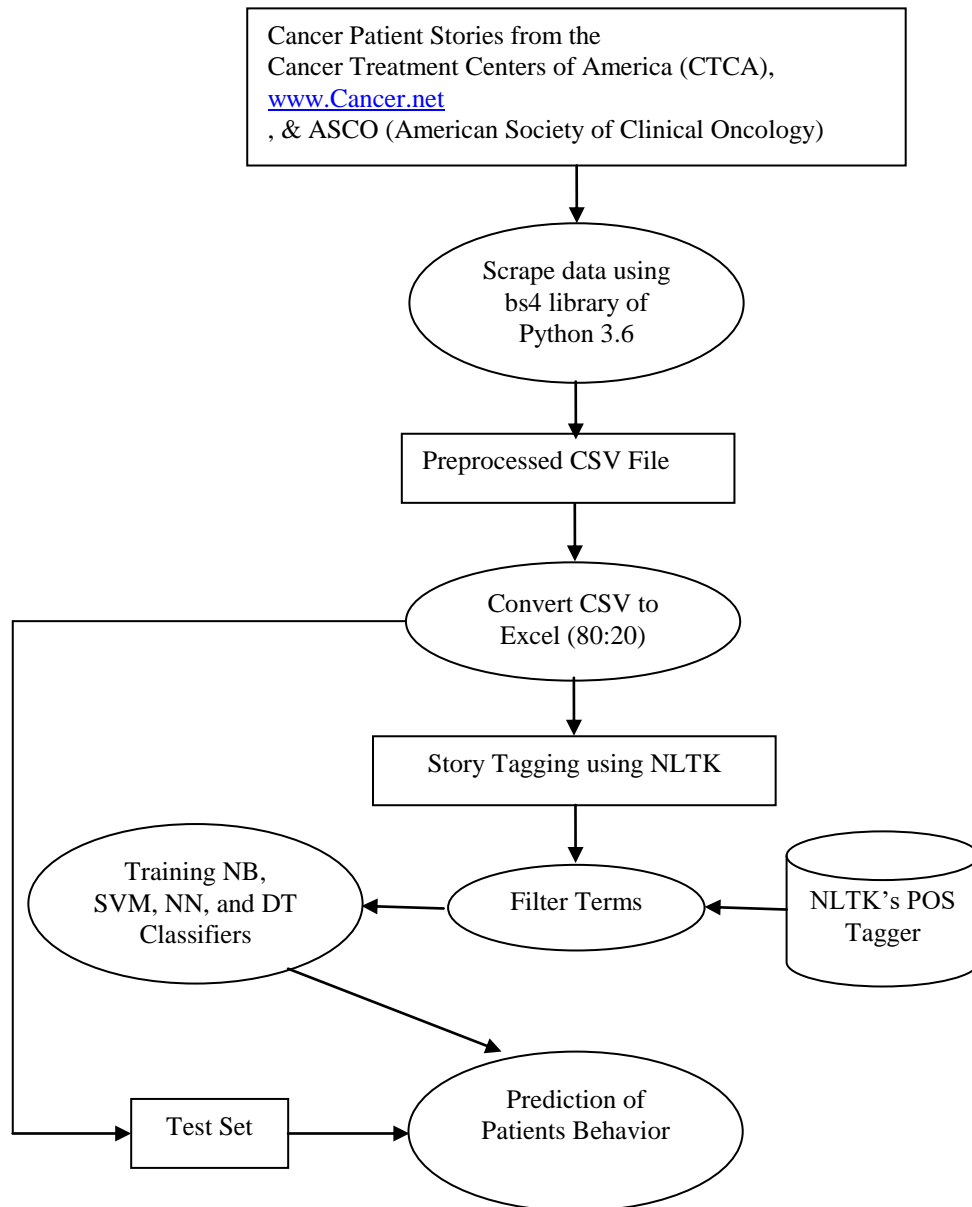 Cancer Patient Stories from the
Cancer Treatment Centers of America (CTCA),
www.Cancer.net
, & ASCO (American Society of Clinical Oncology)
Scrape data using
bs4 library of
Python 3.6
Preprocessed CSV File
Convert CSV to
Excel (80:20)
Story Tagging using NLTK
Training NB,
SVM, NN, and DT
Classifiers
Filter Terms
NLTK's POS
Tagger
Test Set
Prediction of
Patients Behavior